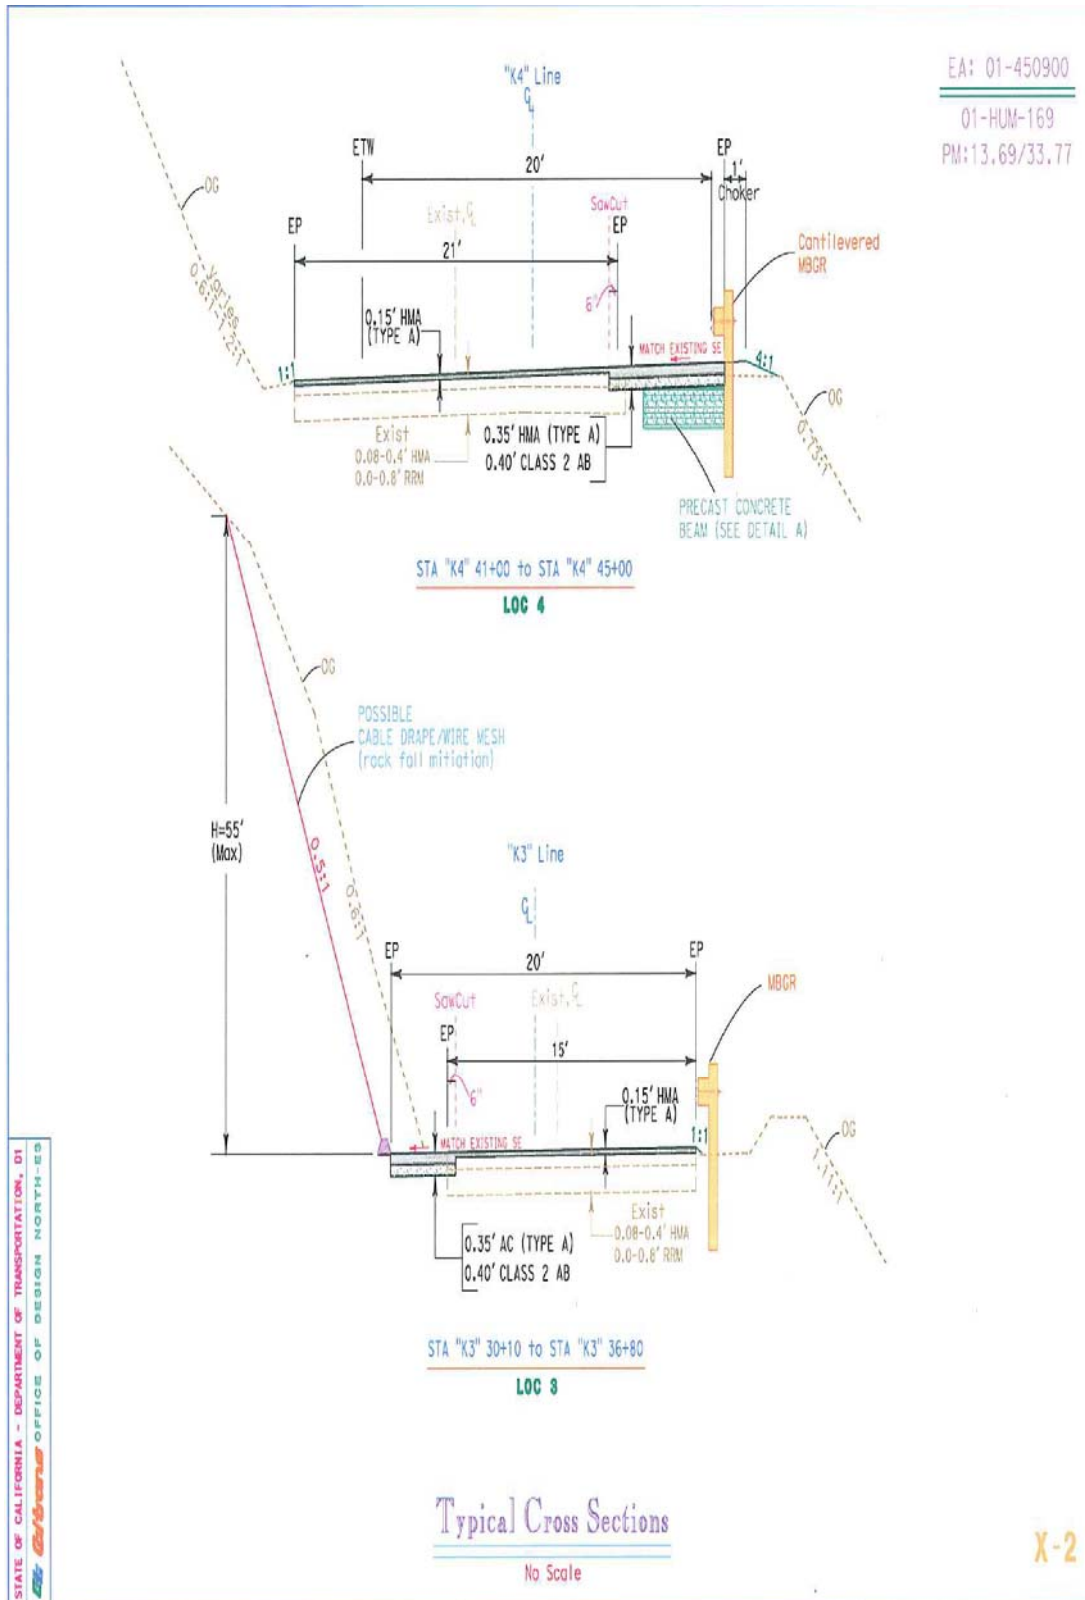 EA: 01-450900
01-HUM-169
PM:13.69/33.77
"K4" Line
CL
ETW
20'
EP
1'
Choker
OG
Exist. CL
SawCut
EP
EP
21'
Cantilevered
MBGR
Varies
0.6:1-1.2:1
6"
0.15' HMA
(TYPE A)
MATCH EXISTING SE
4:1
1:1
OG
0.73:1
Exist
0.08-0.4' HMA
0.0-0.8' RRM
0.35' HMA (TYPE A)
0.40' CLASS 2 AB
PRECAST CONCRETE
BEAM (SEE DETAIL A)
STA "K4" 41+00 to STA "K4" 45+00
LOC 4
OG
POSSIBLE
CABLE DRAPE/WIRE MESH
(rock fall mitiation)
H=55'
(Max)
0.5:1
0.6:1
"K3" Line
CL
EP
20'
EP
MBGR
SawCut
Exist. CL
EP
15'
6"
0.15' HMA
(TYPE A)
MATCH EXISTING SE
1:1
OG
Exist
0.08-0.4' HMA
0.0-0.8' RRM
0.35' AC (TYPE A)
0.40' CLASS 2 AB
STA "K3" 30+10 to STA "K3" 36+80
LOC 3
Typical Cross Sections
No Scale
X-2
STATE OF CALIFORNIA - DEPARTMENT OF TRANSPORTATION, D1
Caltrans OFFICE OF DESIGN NORTH-E9